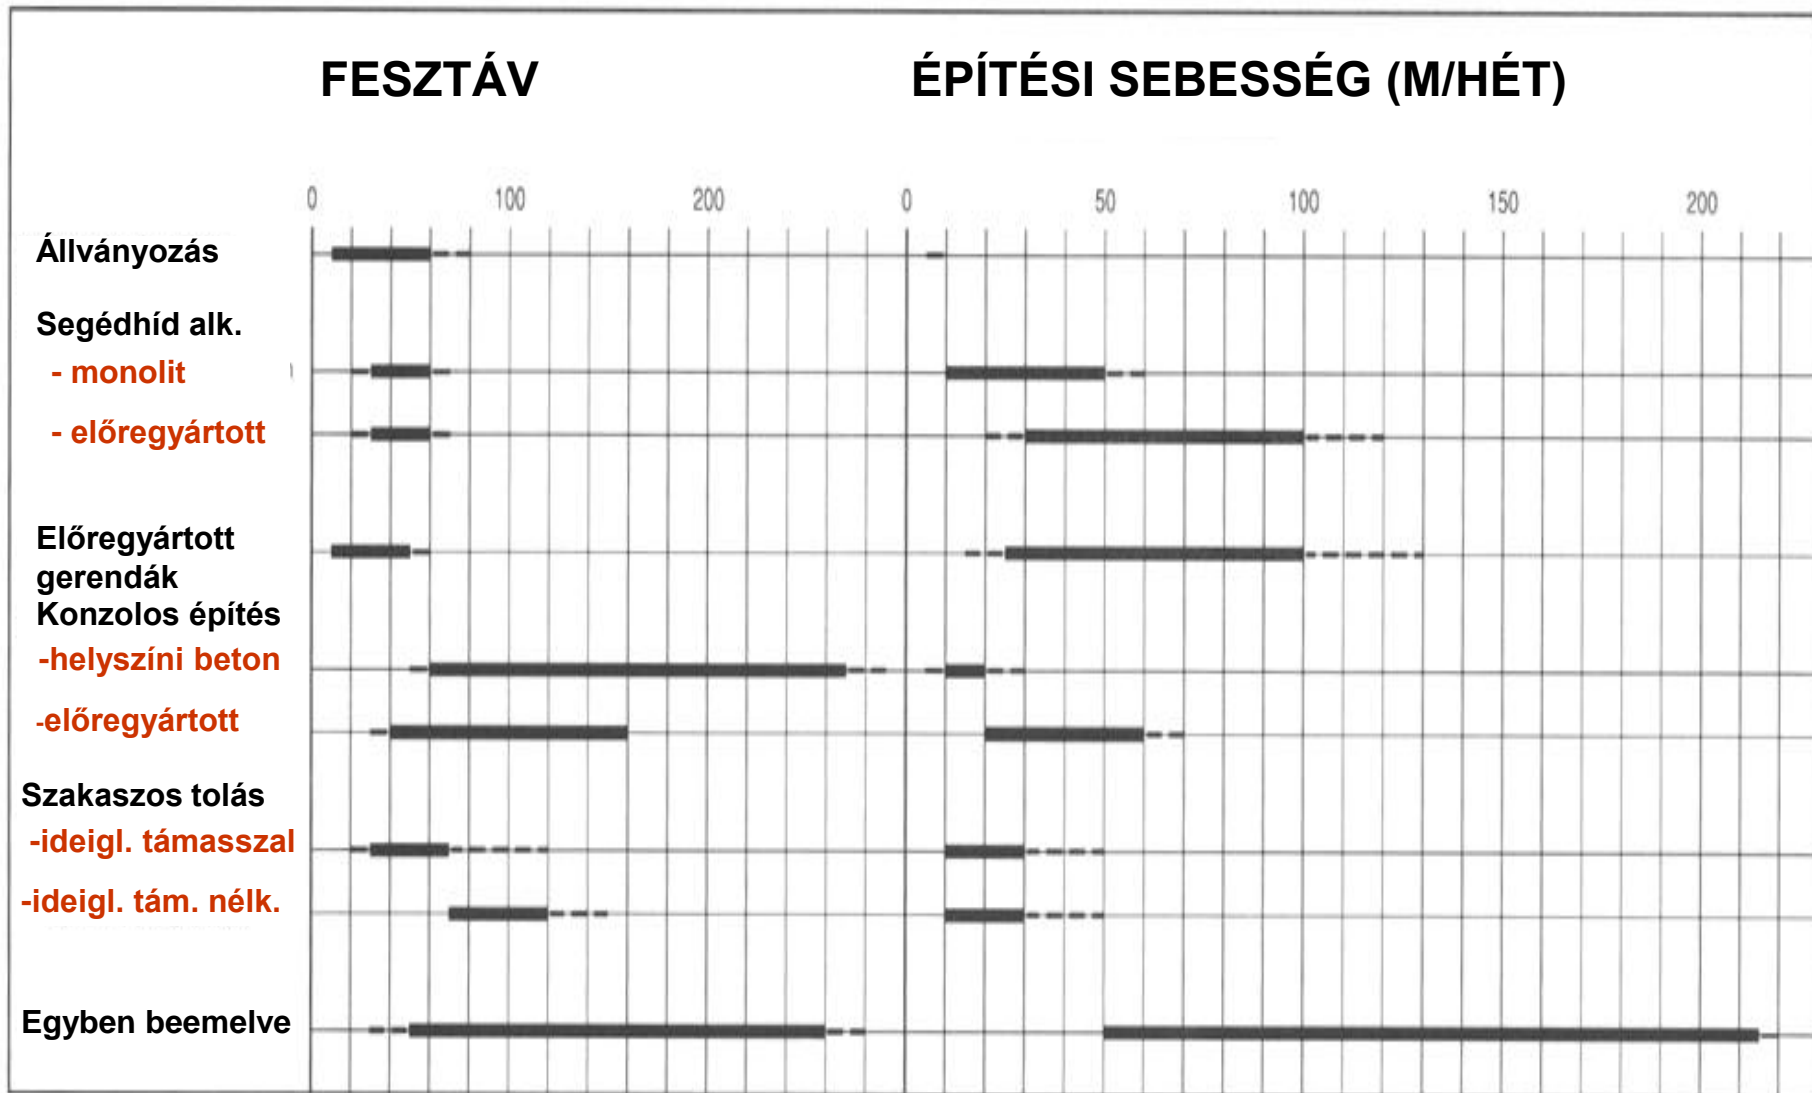 FESZTÁV
ÉPÍTÉSI SEBESSÉG (M/HÉT)
0 100 200 0 50 100 150 200
Állványozás
Segédhíd alk.
- monolit
- előregyártott
Előregyártott
gerendák
Konzolos építés
-helyszíni beton
-előregyártott
Szakaszos tolás
-ideigl. támasszal
-ideigl. tám. nélk.
Egyben beemelve